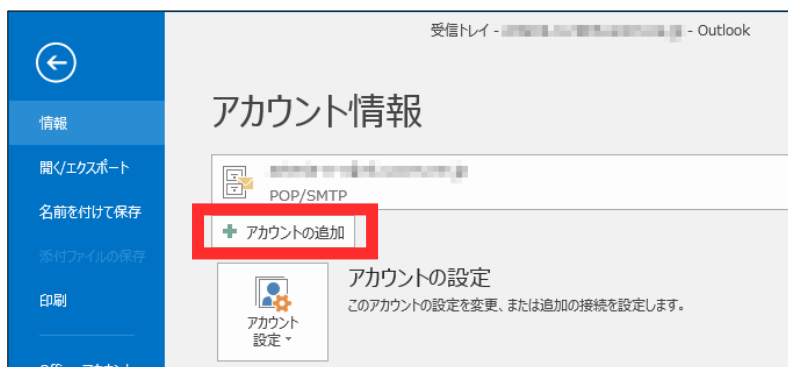 受信トレイ - - Outlook
アカウント情報
情報
開く/エクスポート
名前を付けて保存
添付ファイルの保存
印刷
POP/SMTP
アカウントの追加
アカウントの設定
このアカウントの設定を変更、または追加の接続を設定します。
アカウント
設定